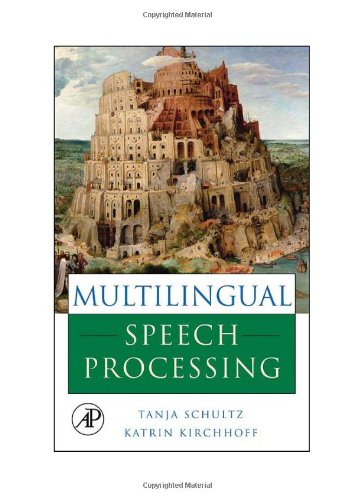 Copyrighted Material
MULTILINGUAL
SPEECH
PROCESSING
AP
TANJA SCHULTZ
KATRIN KIRCHHOFF
Copyrighted Material